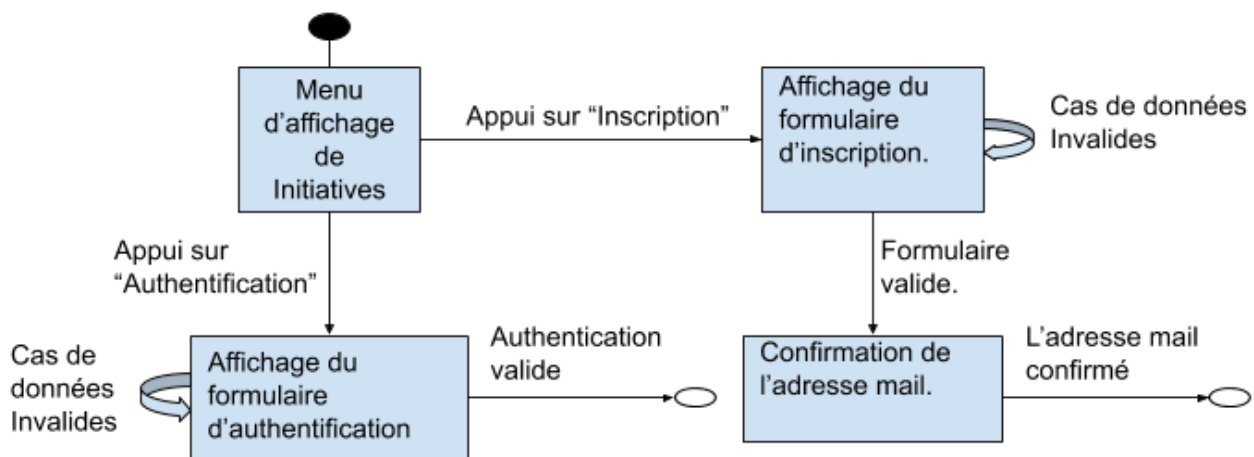 Menu
d’affichage
de
Initiatives
Appui sur “Inscription”
Affichage du
formulaire
d’inscription.
Cas de données
Invalides
Appui sur
“Authentification”
Formulaire
valide.
Cas de
données
Invalides
Affichage du
formulaire
d’authentification
Authentication
valide
Confirmation de
l’adresse mail.
L’adresse mail
confirmé